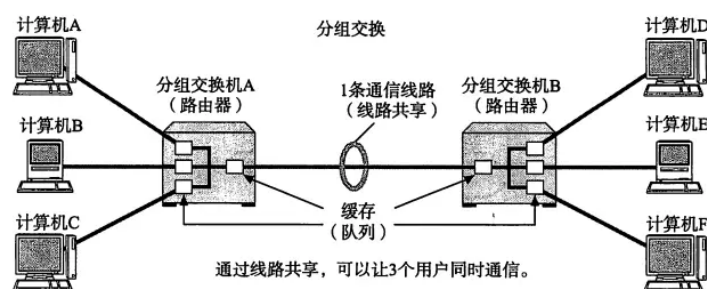 分组交换
计算机A
计算机D
分组交换机A
（路由器）
1条通信线路
（线路共享）
分组交换机B
（路由器）
计算机B
计算机E
缓存
（队列）
计算机C
计算机F
通过线路共享，可以让3个用户同时通信。